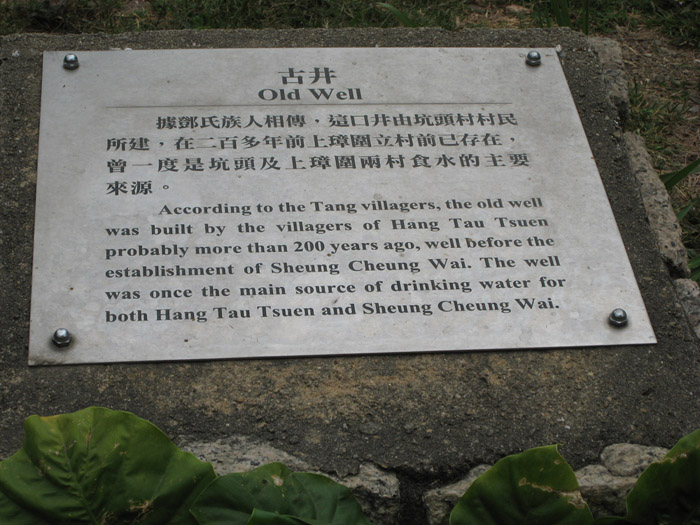 古井
Old Well
據鄧氏族人相傳，這口井由坑頭村村民
所建，在二百多年前上璋圍立村前已存在，
曾一度是坑頭及上璋圍兩村食水的主要
來源。
According to the Tang villagers, the old well
was built by the villagers of Hang Tau Tsuen
probably more than 200 years ago, well before the
establishment of Sheung Cheung Wai. The well
was once the main source of drinking water for
both Hang Tau Tsuen and Sheung Cheung Wai.